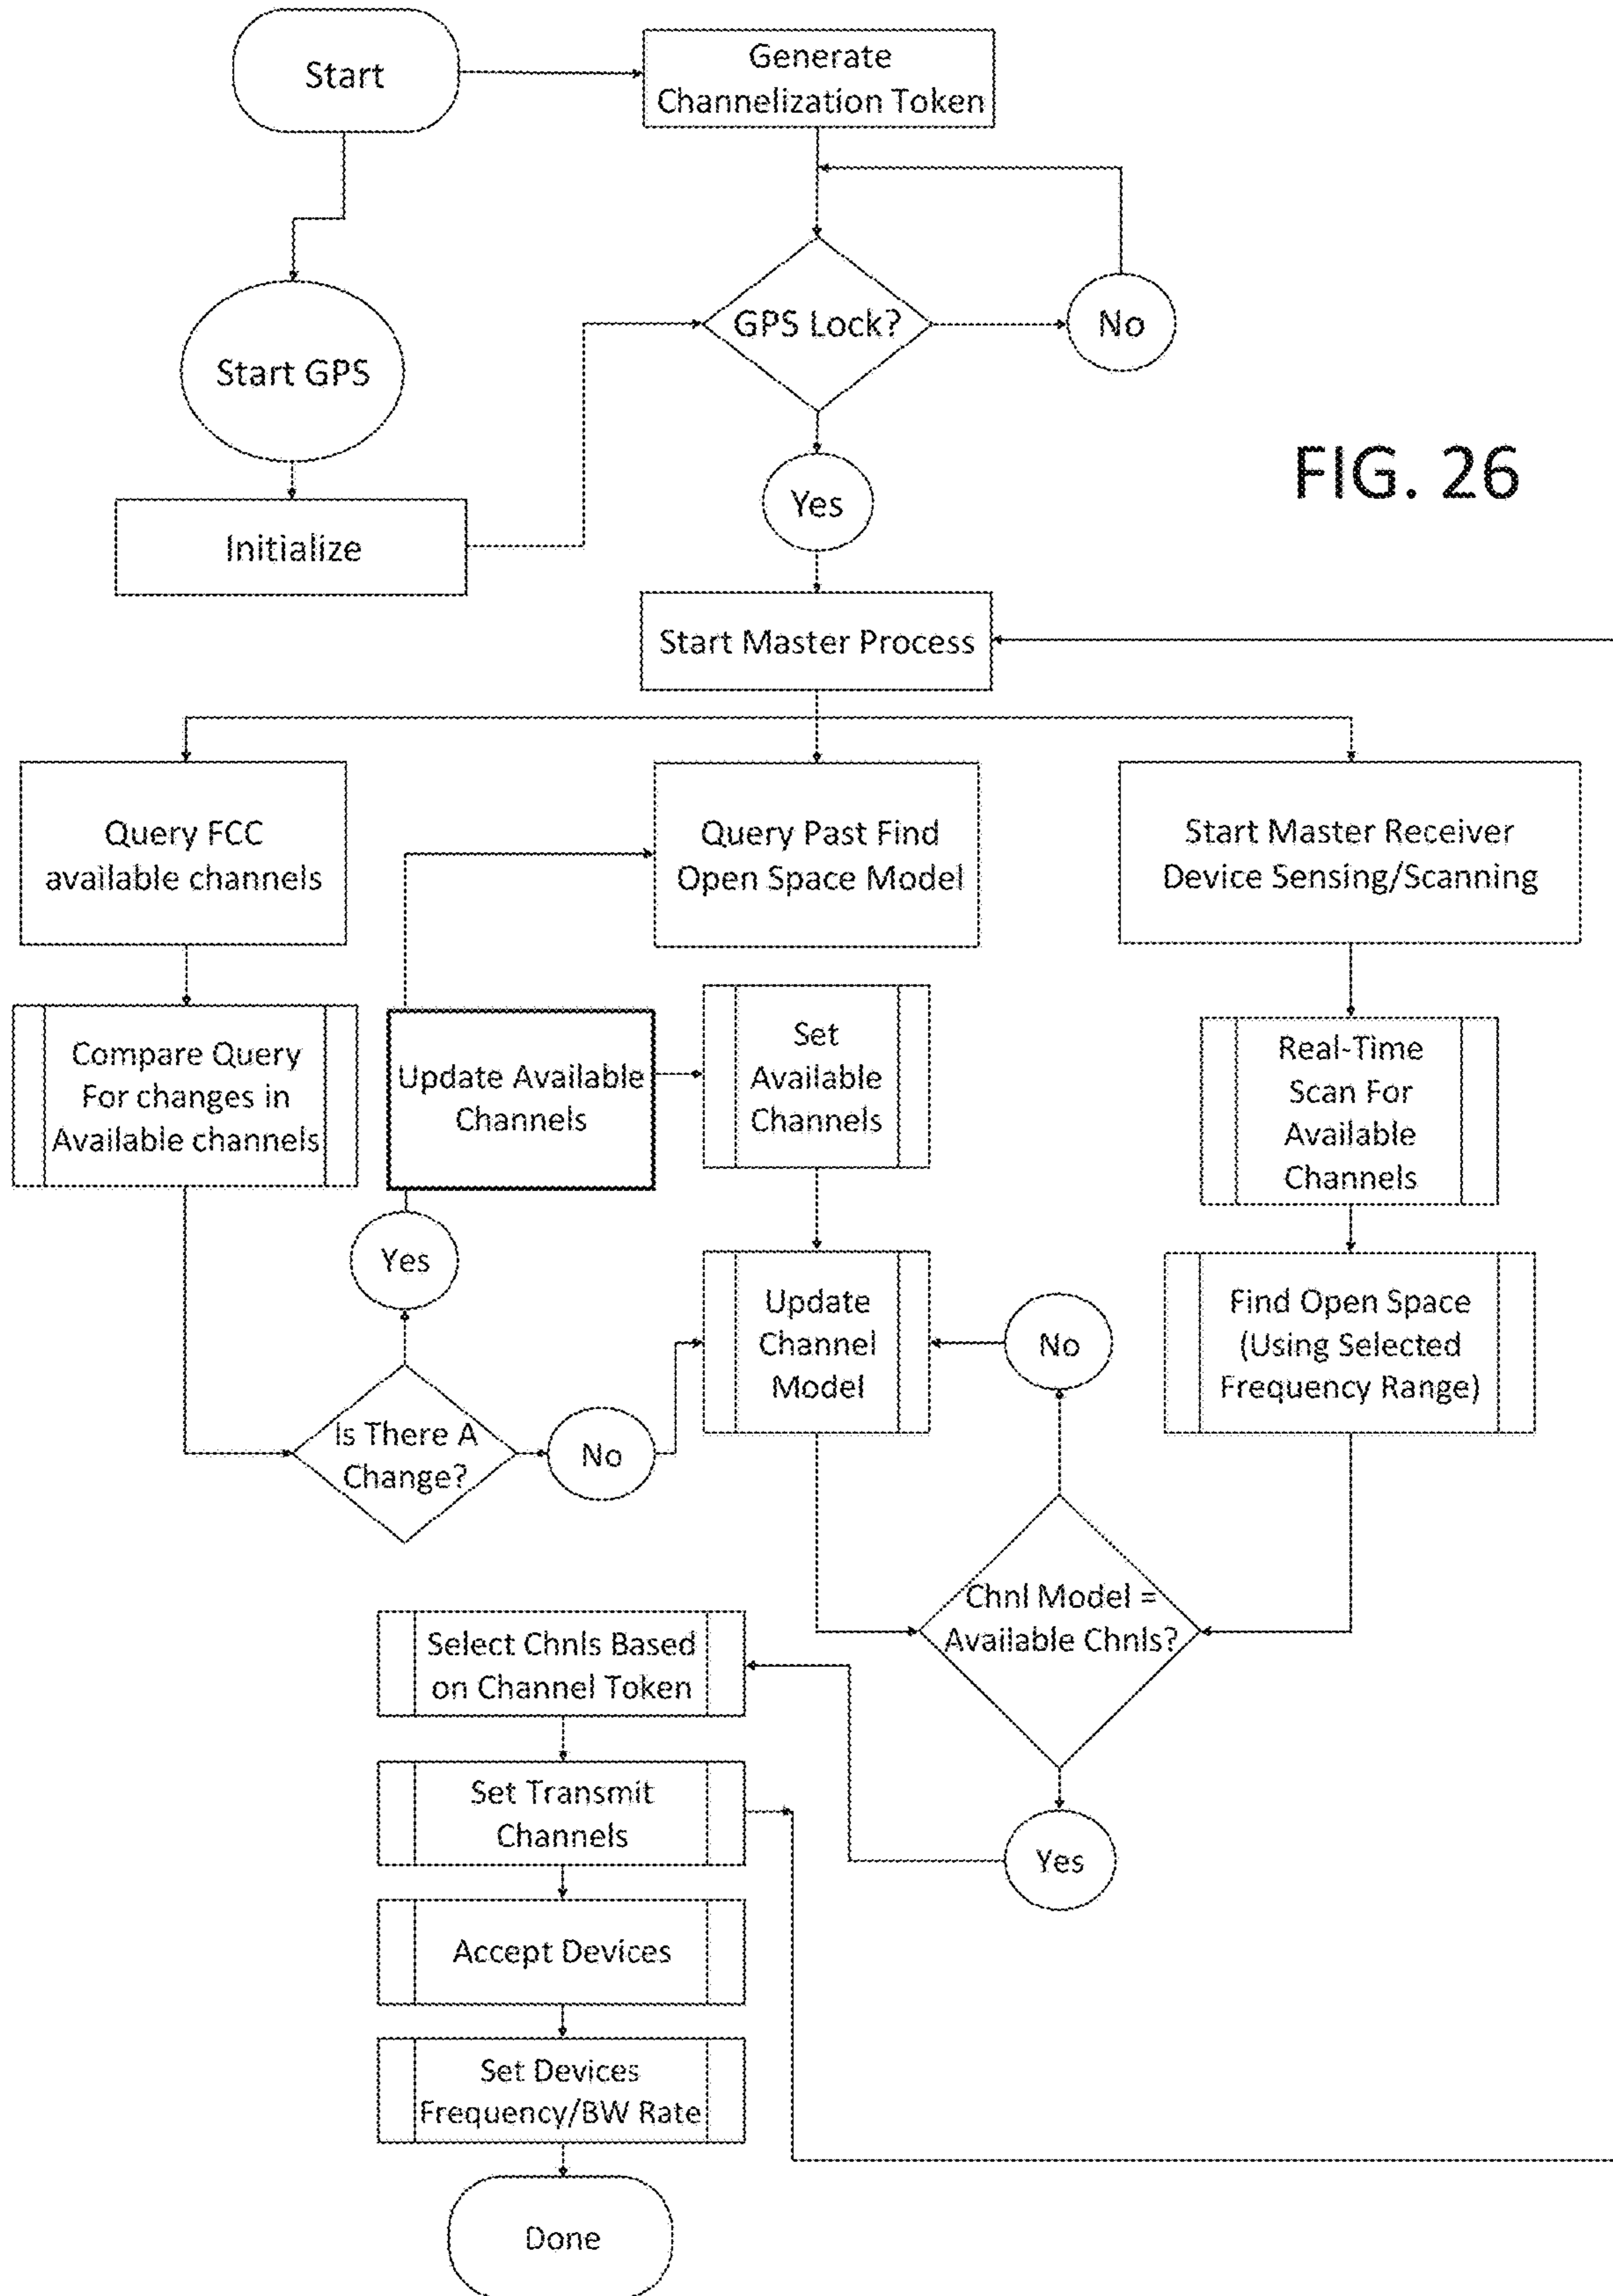 Start
Generate
Channelization Token
GPS Lock?
No
Start GPS
FIG. 26
Yes
Initialize
Start Master Process
Query FCC
available channels
Query Past Find
Open Space Model
Start Master Receiver
Device Sensing/Scanning
Compare Query
For changes in
Available channels
Update Available
Channels
Set
Available
Channels
Real-Time
Scan For
Available
Channels
Yes
Update
Channel
Model
No
Find Open Space
(Using Selected
Frequency Range)
Is There A
Change?
No
Chnl Model =
Available Chnls?
Select Chnls Based
on Channel Token
Set Transmit
Channels
Yes
Accept Devices
Set Devices
Frequency/BW Rate
Done